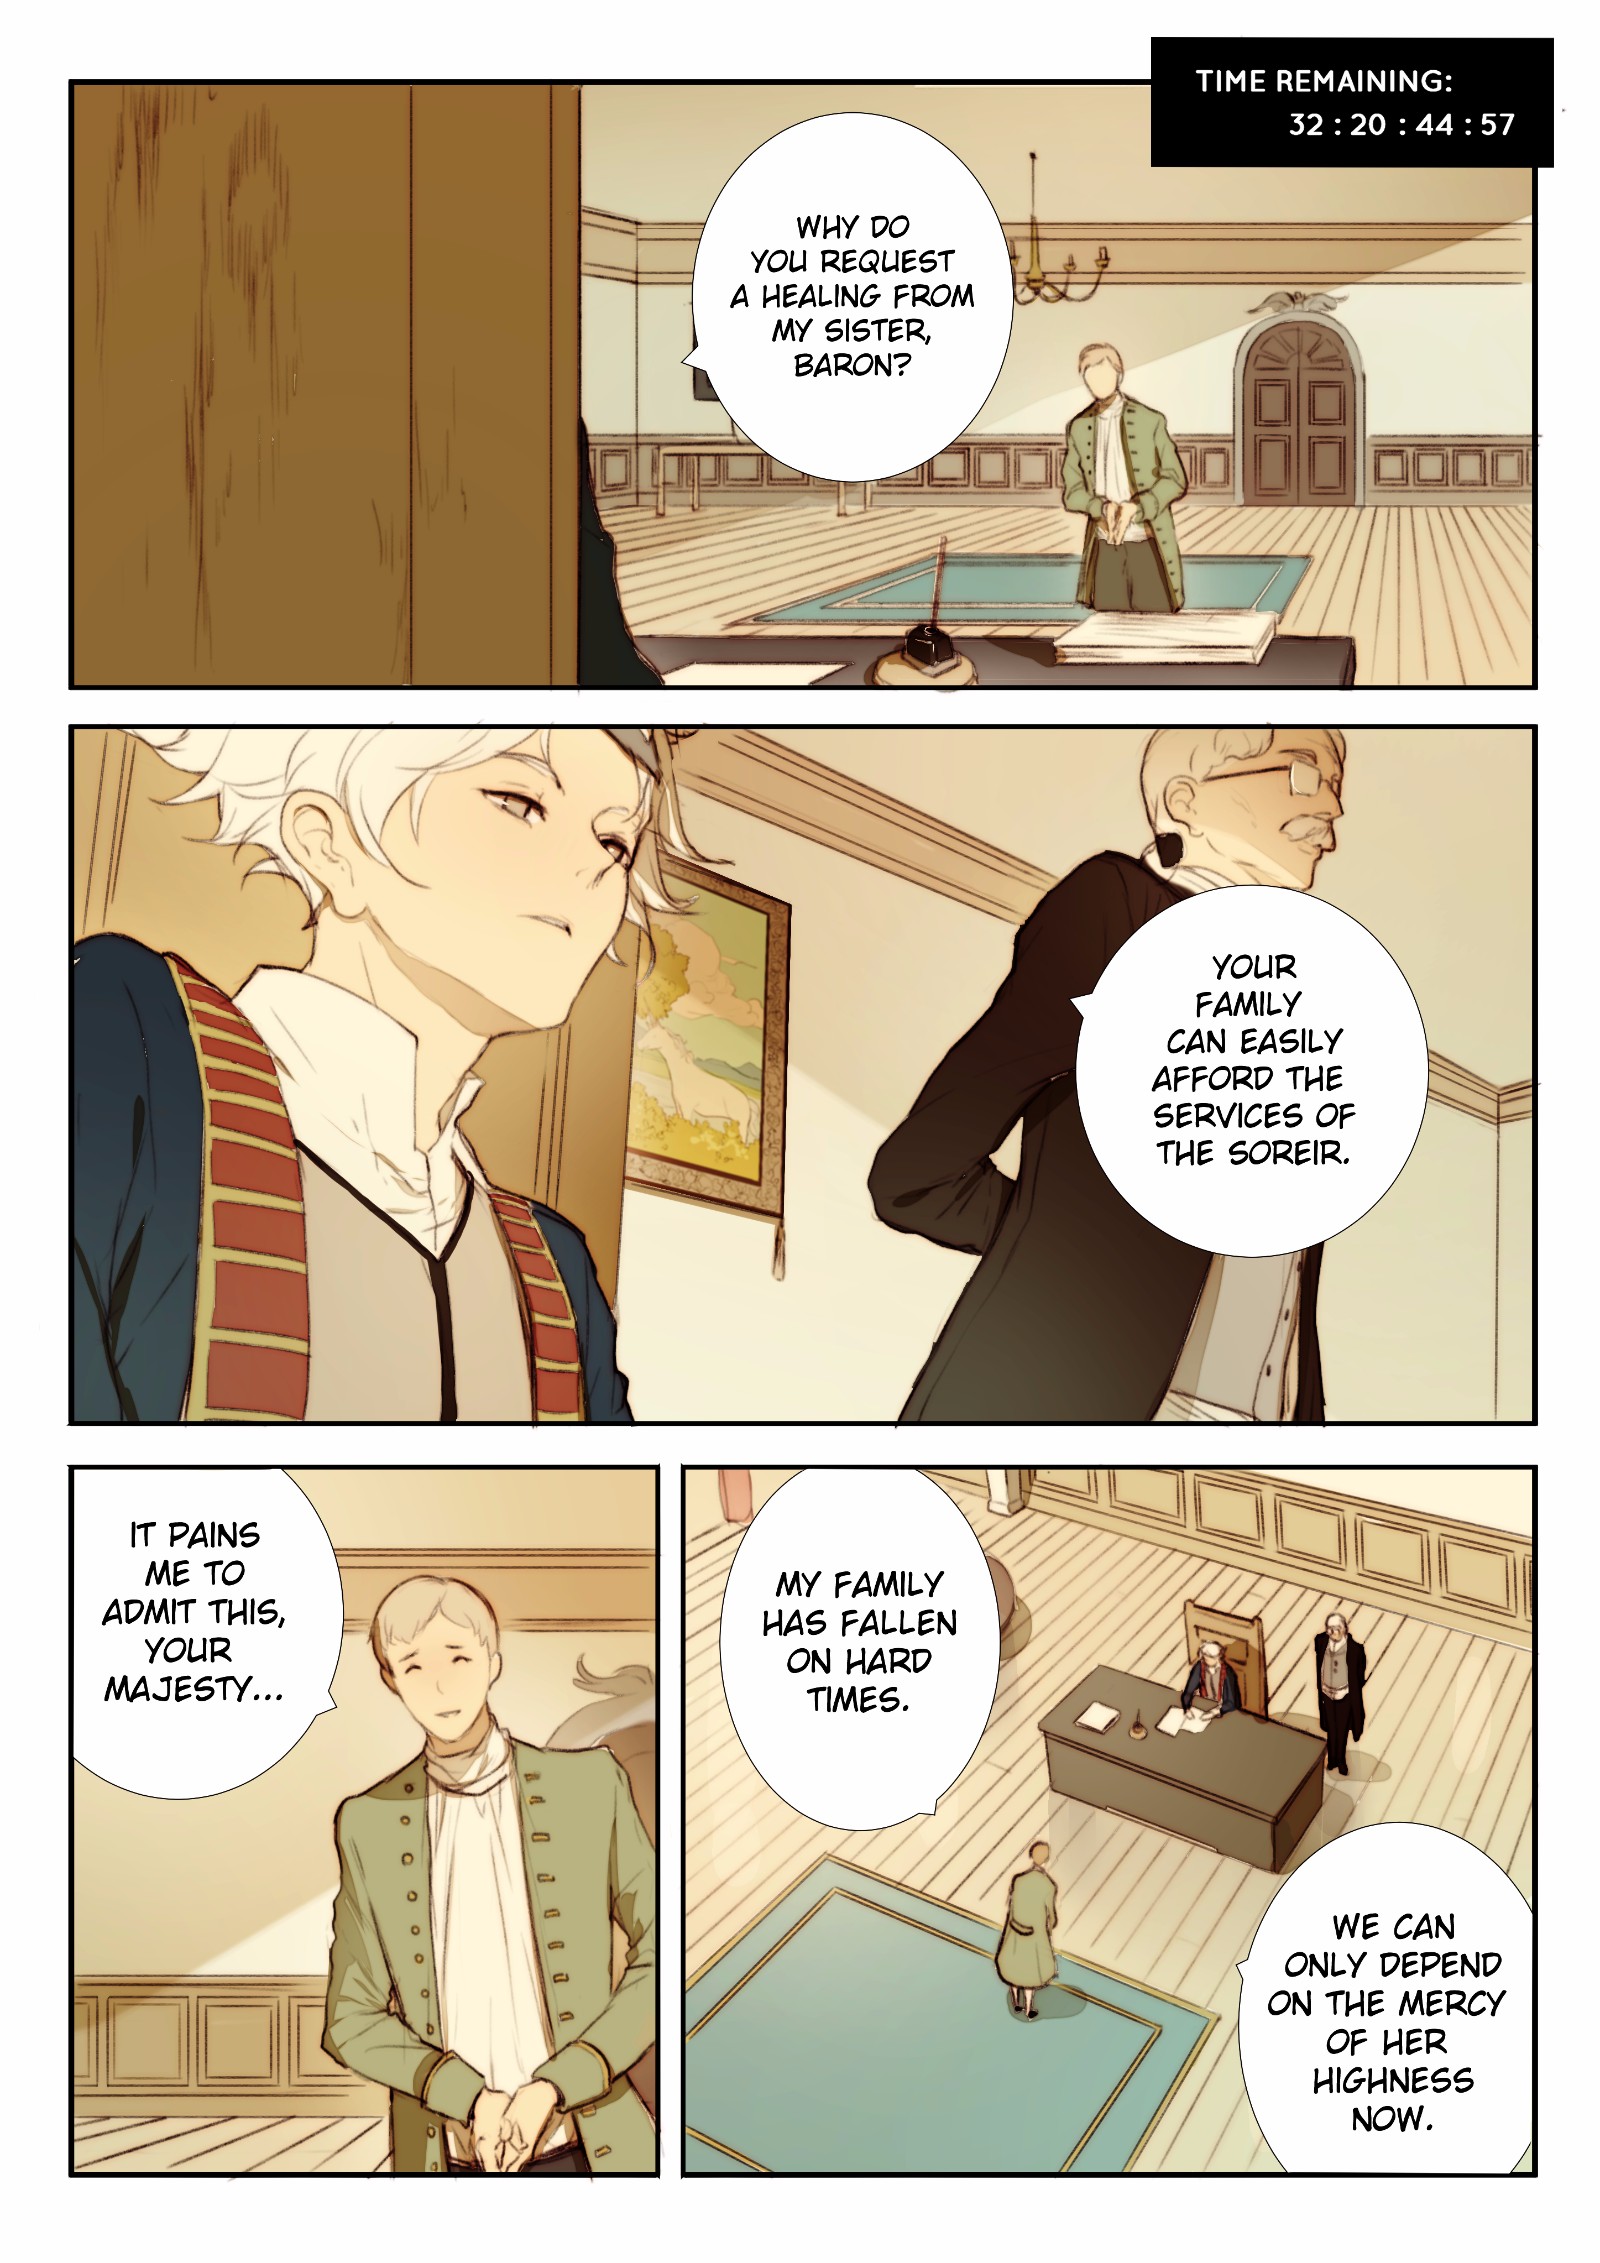 TIME REMAINING:
32 : 20 : 44 : 57
WHY DO
YOU REQUEST
A HEALING FROM
MY SISTER,
BARON?
YOUR
FAMILY
CAN EASILY
AFFORD THE
SERVICES OF
THE SOREIR.
IT PAINS
ME TO
ADMIT THIS,
YOUR
MAJESTY...
MY FAMILY
HAS FALLEN
ON HARD
TIMES.
WE CAN
ONLY DEPEND
ON THE MERCY
OF HER
HIGHNESS
NOW.